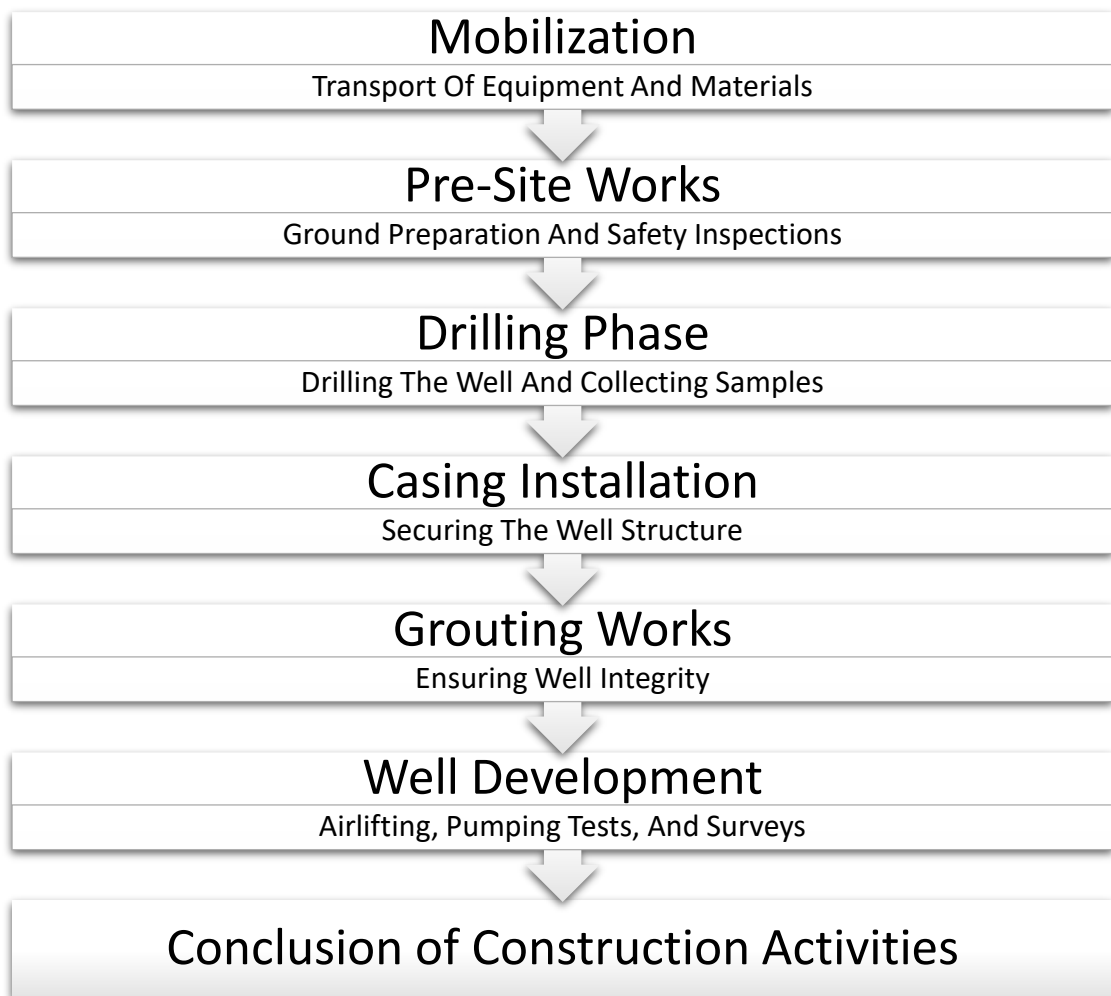 Mobilization
Transport Of Equipment And Materials
Pre-Site Works
Ground Preparation And Safety Inspections
Drilling Phase
Drilling The Well And Collecting Samples
Casing Installation
Securing The Well Structure
Grouting Works
Ensuring Well Integrity
Well Development
Airlifting, Pumping Tests, And Surveys
Conclusion of Construction Activities